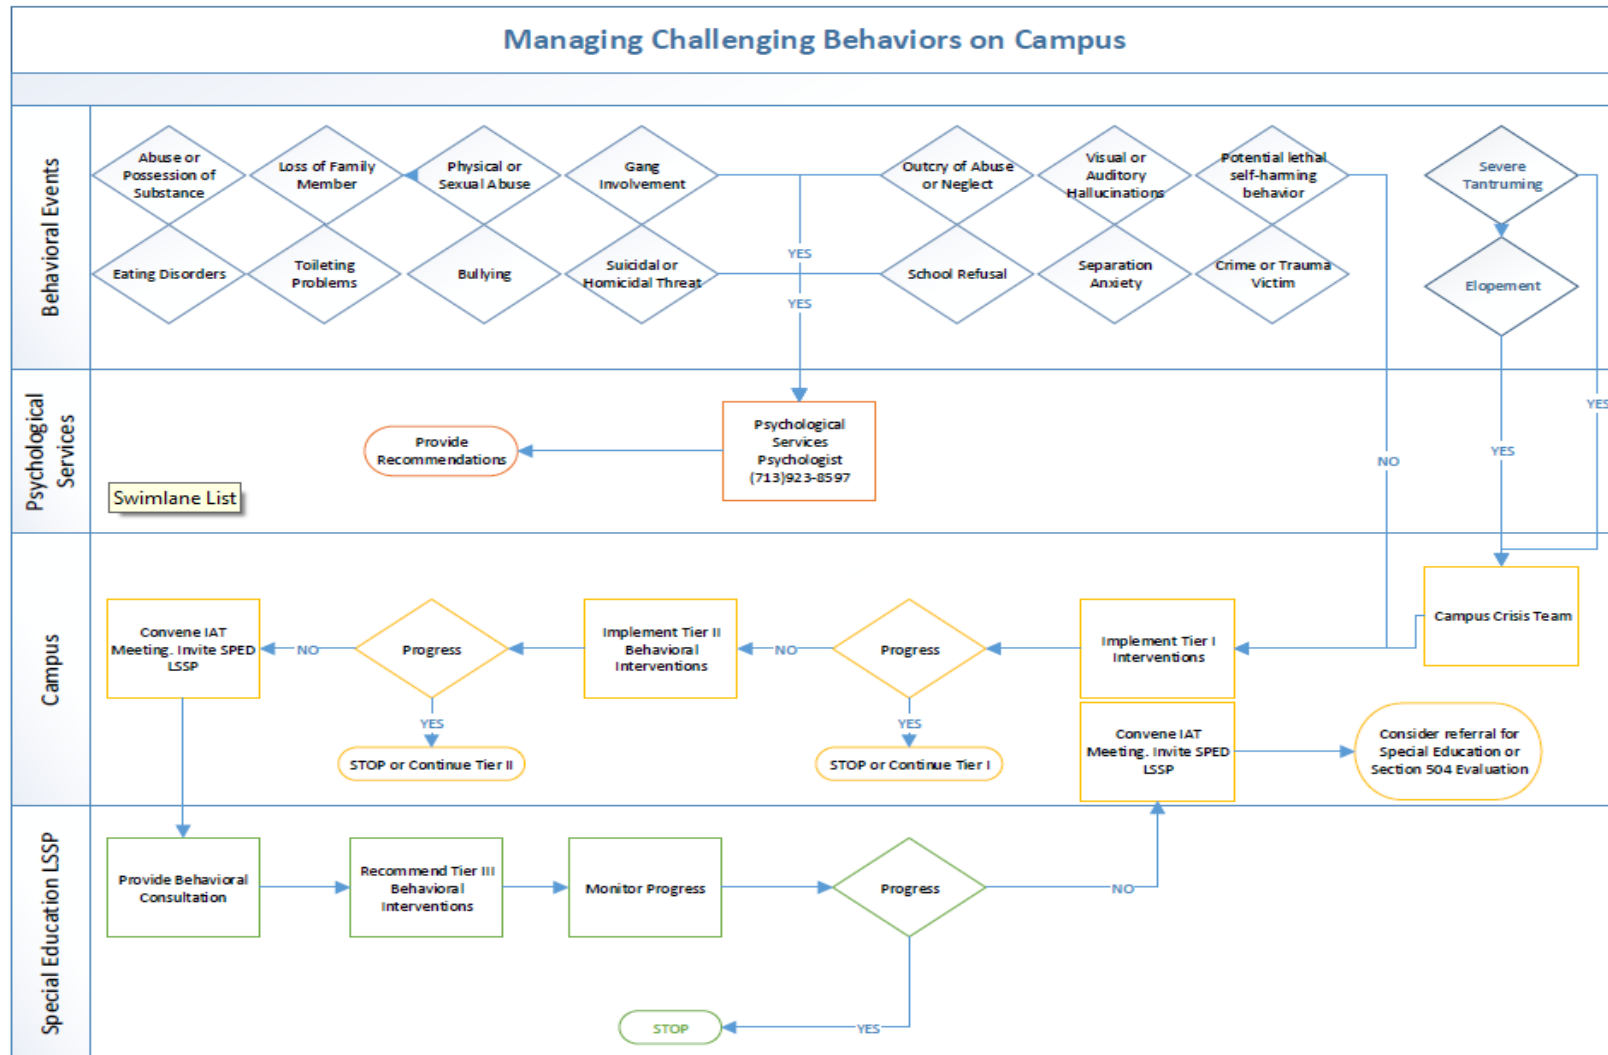 Managing Challenging Behaviors on Campus
Behavioral Events
Abuse or
Possession of
Substance
Loss of Family
Member
Physical or
Sexual Abuse
Gang
Involvement
Outcry of Abuse
or Neglect
Visual or
Auditory
Hallucinations
Potential lethal
self-harming
behavior
Severe
Tantruming
YES
Eating Disorders
Toileting
Problems
Bullying
Suicidal or
Homicidal Threat
School Refusal
Separation
Anxiety
Crime or Trauma
Victim
Elopement
YES
Psychological
Services
Provide
Recommendations
Psychological
Services
Psychologist
(713)923-8597
NO
YES
YES
Swimlane List
Campus
Convene IAT
Meeting. Invite SPED
LSSP
NO
Progress
Implement Tier II
Behavioral
Interventions
NO
Progress
Implement Tier I
Interventions
Campus Crisis Team
YES
STOP or Continue Tier II
YES
STOP or Continue Tier I
Convene IAT
Meeting. Invite SPED
LSSP
Consider referral for
Special Education or
Section 504 Evaluation
Special Education LSSP
Provide Behavioral
Consultation
Recommend Tier III
Behavioral
Interventions
Monitor Progress
Progress
NO
YES
STOP